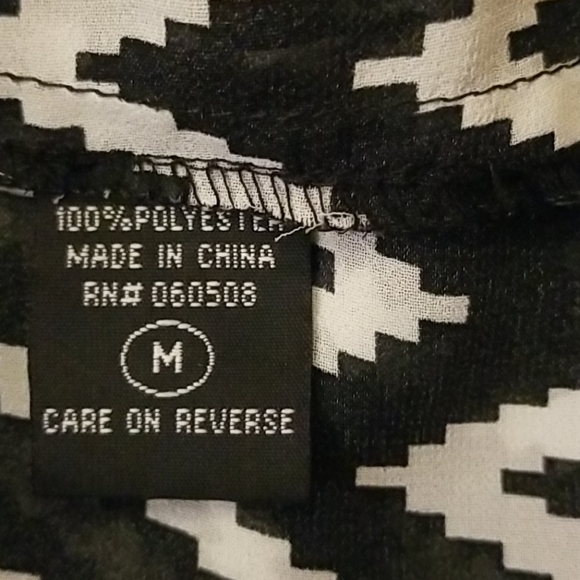 100%POLYESTER
MADE IN CHINA
RN# 060508
M
CARE ON REVERSE